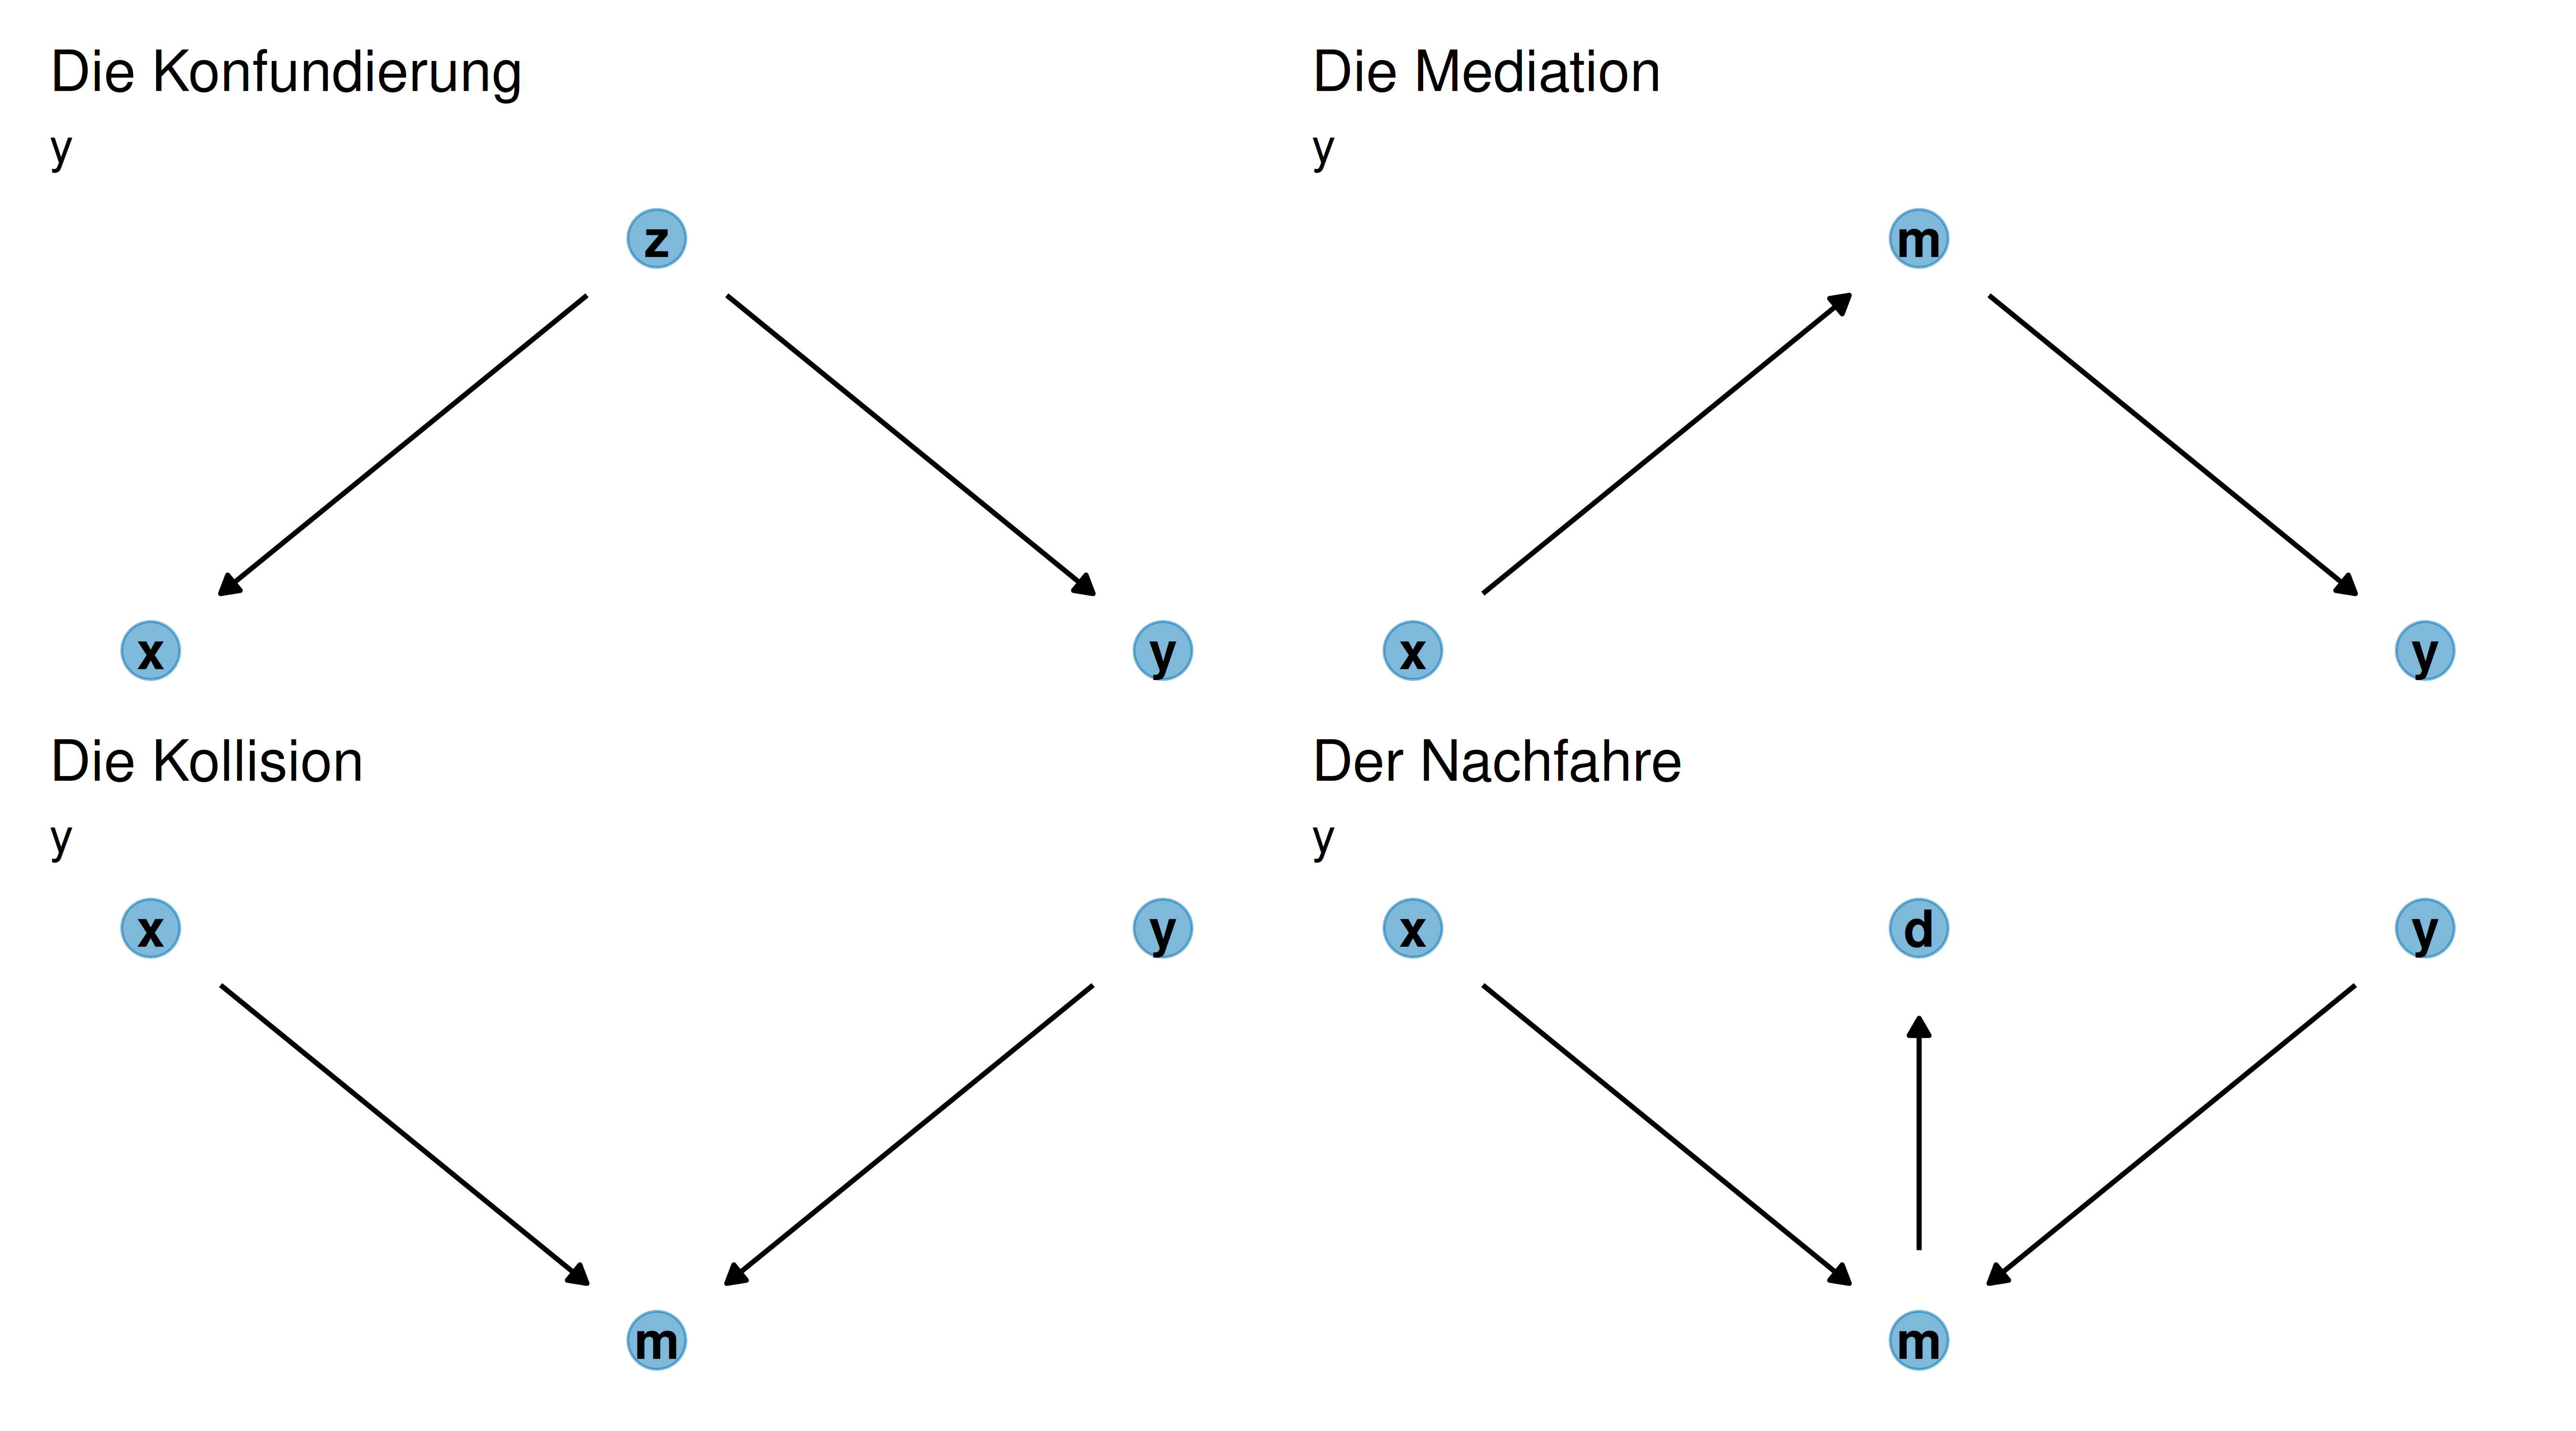 Die Konfundierung
y
z
x
y
Die Mediation
y
m
x
y
Die Kollision
y
x
y
m
Der Nachfahre
y
x
d
y
m